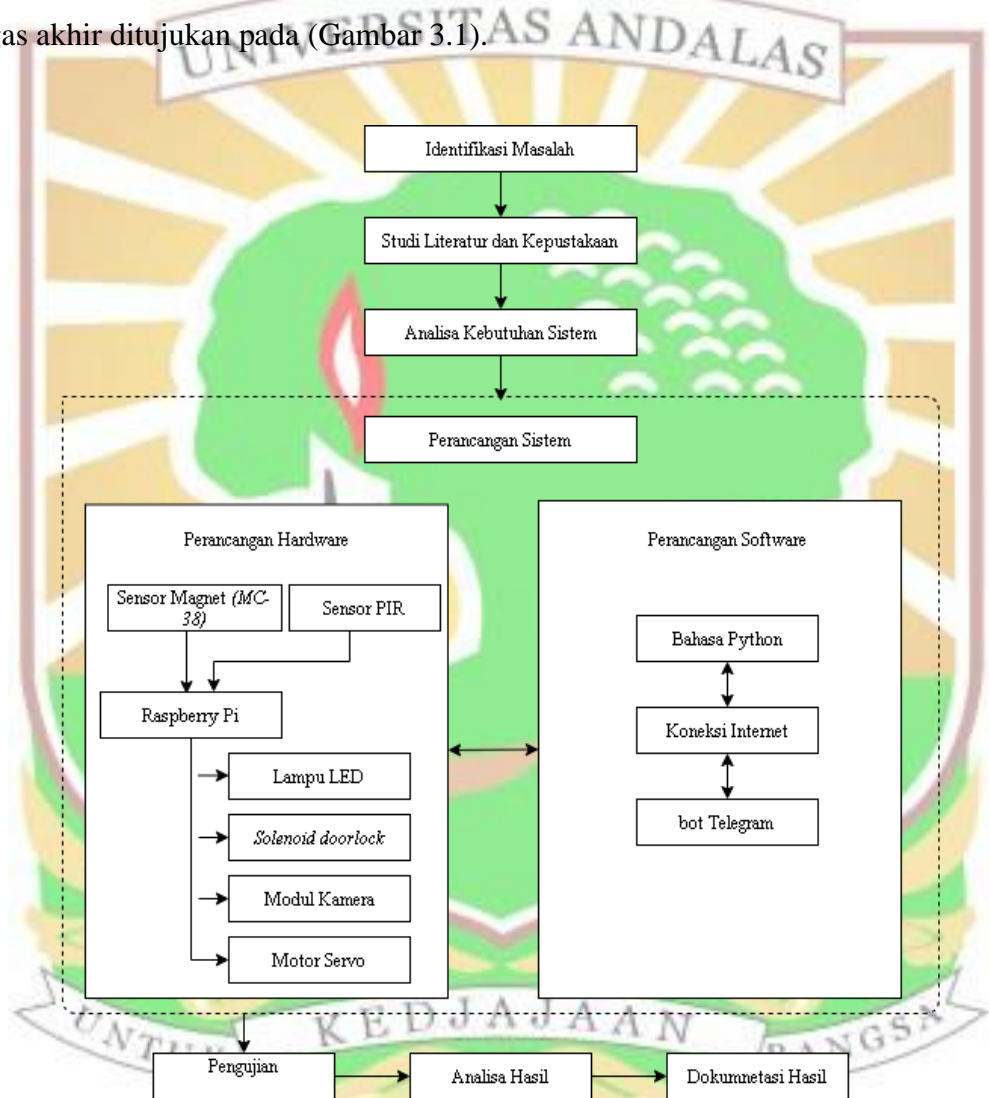 gas akhir ditujukan pada (Gambar 3.1).
UNIVERSITAS ANDALAS
Identifikasi Masalah
Studi Literatur dan Kepustakaan
Analisa Kebutuhan Sistem
Perancangan Sistem
Perancangan Hardware
Sensor Magnet (MC-
38)
Sensor PIR
Raspberry Pi
Lampu LED
Solenoid doorlock
Modul Kamera
Motor Servo
Perancangan Software
Bahasa Python
Koneksi Internet
bot Telegram
KEDJAJAAN
BANGSA
Pengujian
Analisa Hasil
Dokumnetasi Hasil